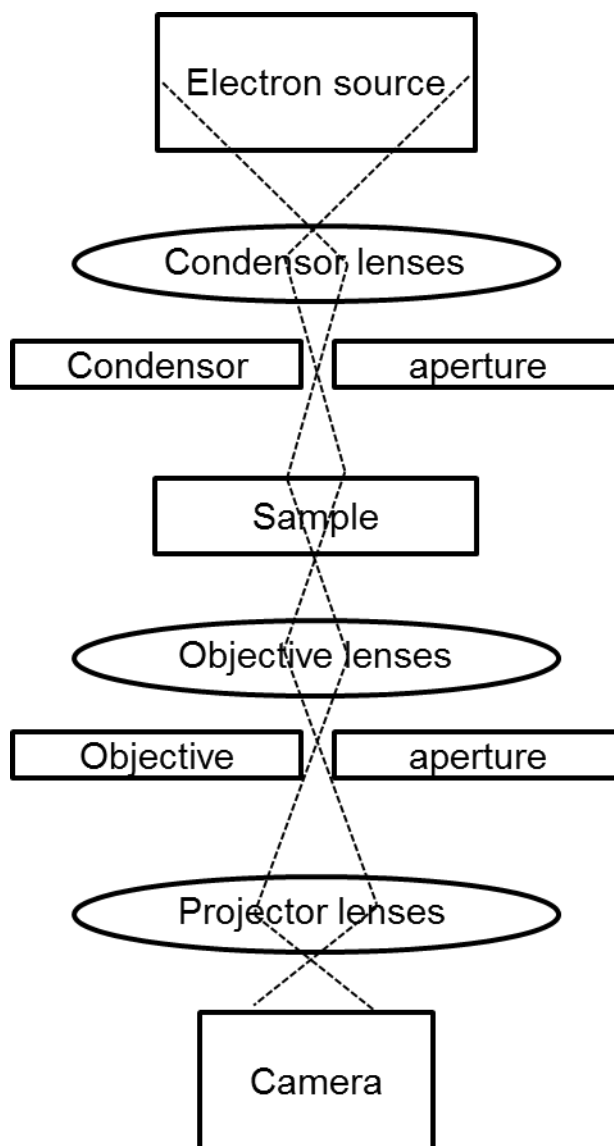 Electron source
Condensor lenses
Condensor aperture
Sample
Objective lenses
Objective aperture
Projector lenses
Camera